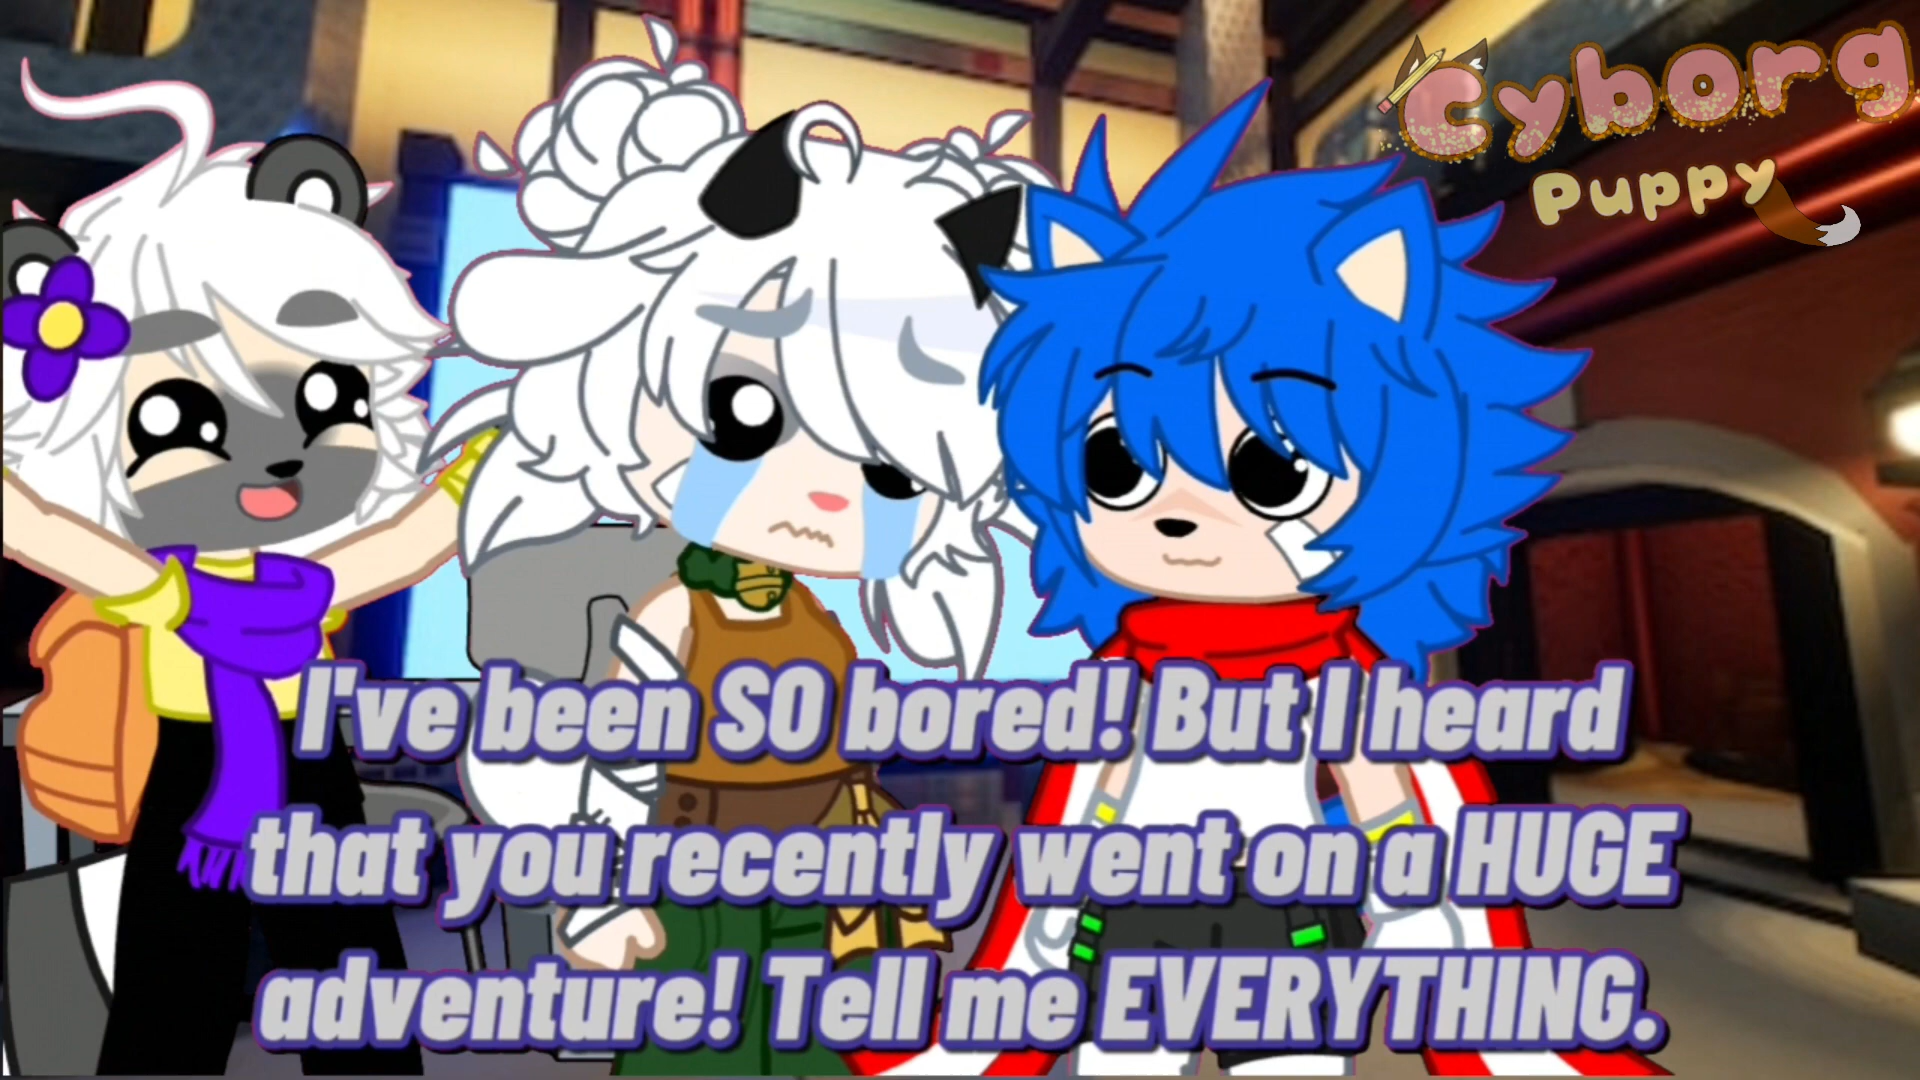 Cyborg
Puppy
I've been SO bored! But I heard
that you recently went on a HUGE
adventure! Tell me EVERYTHING.